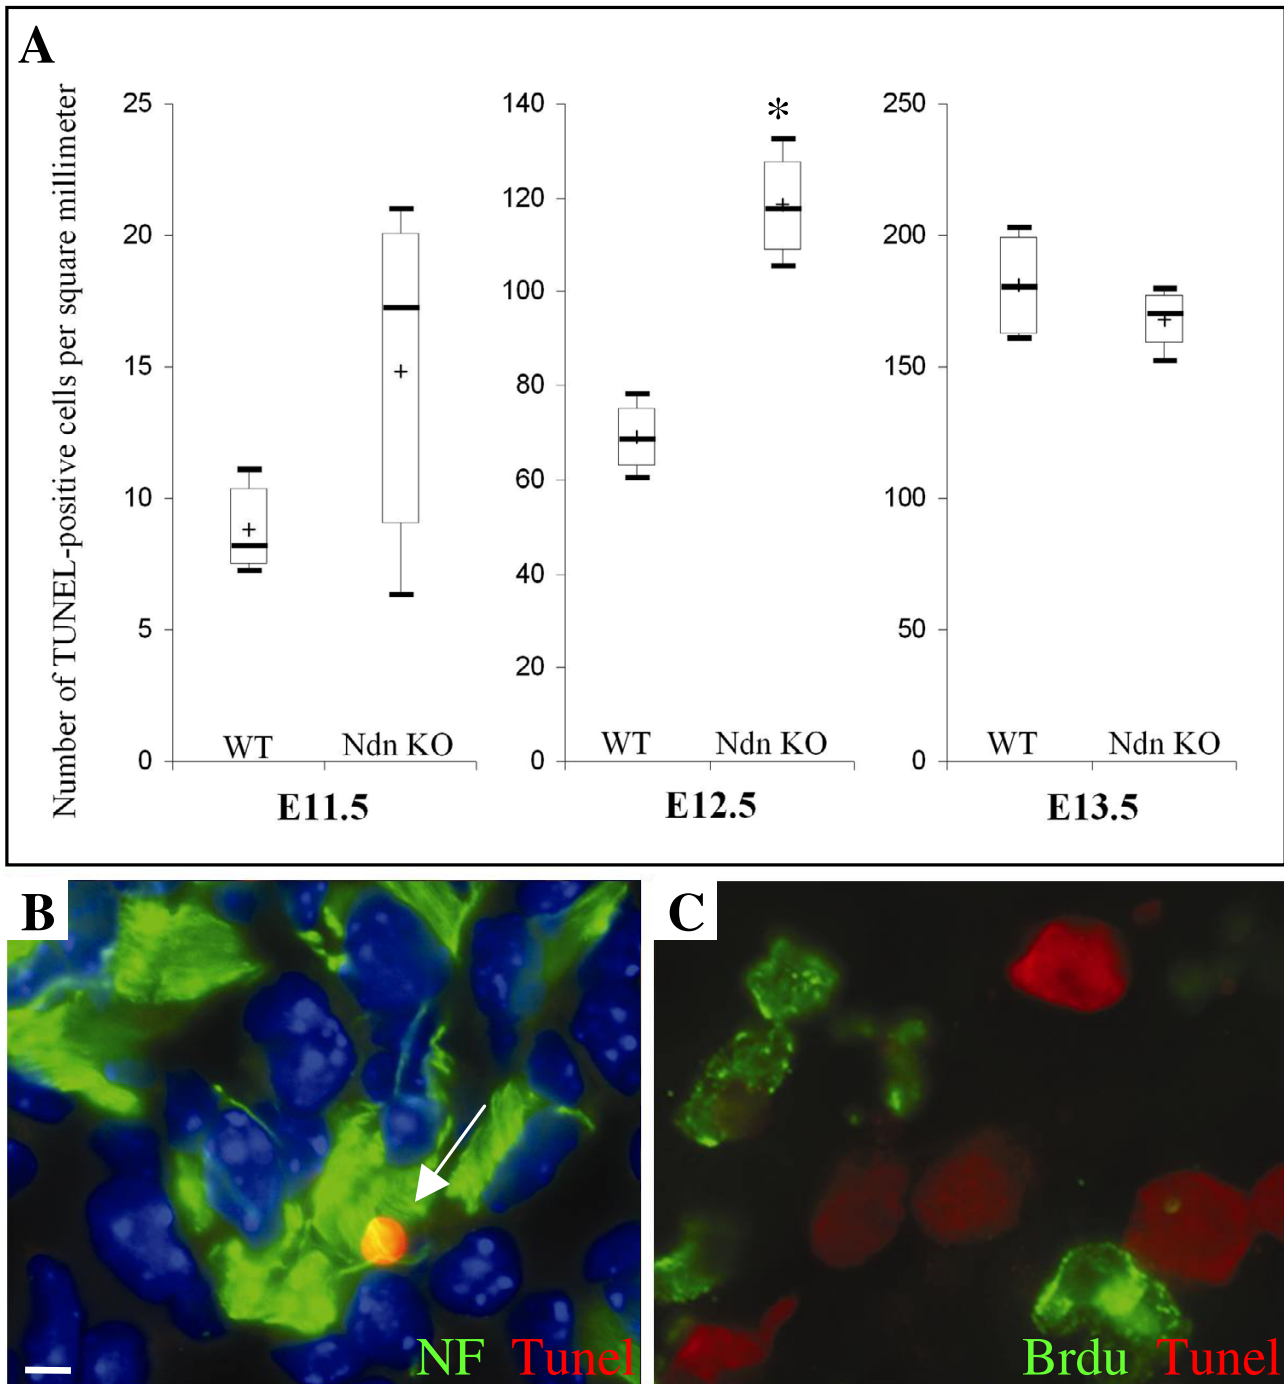 A
Number of TUNEL-positive cells per square millimeter
25
20
15
10
5
0
WT Ndn KO
E11.5
140
120
100
80
60
40
20
0
*
WT Ndn KO
E12.5
250
200
150
100
50
0
WT Ndn KO
E13.5
B
NF Tunel
C
Brdu Tunel